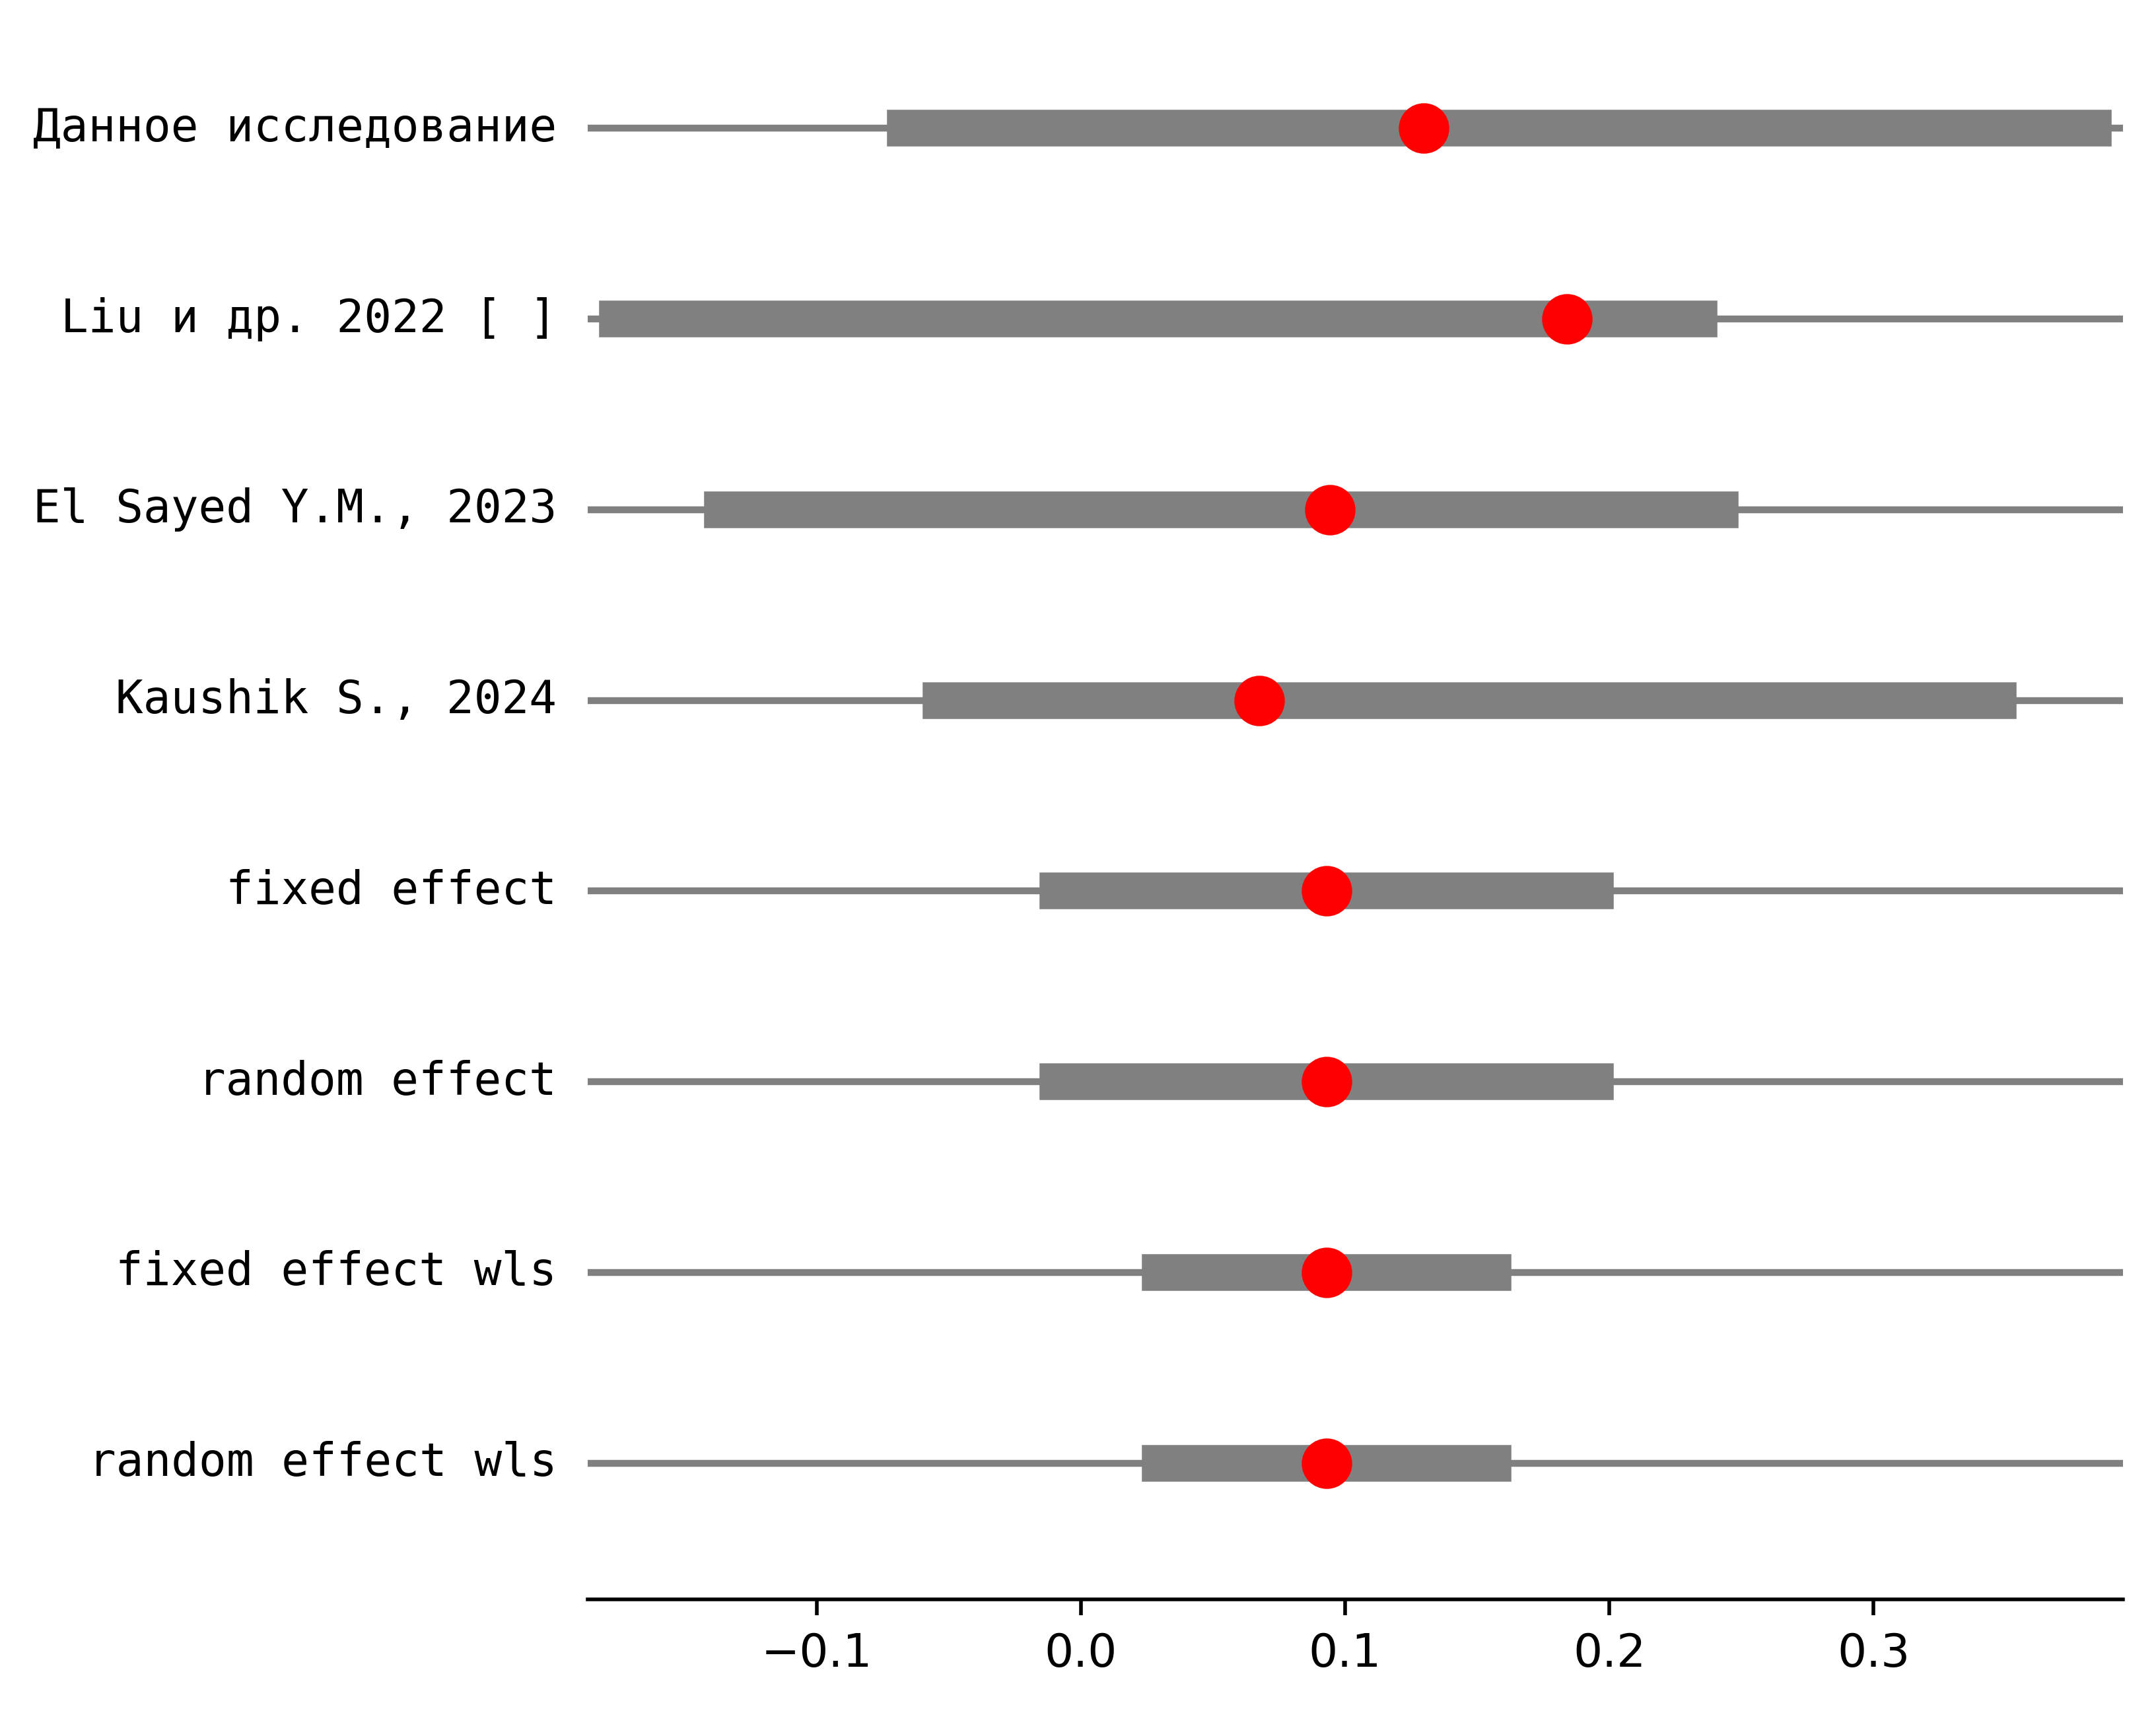 Данное исследование
Liu и др. 2022 [ ]
El Sayed Y.M., 2023
Kaushik S., 2024
fixed effect
random effect
fixed effect wls
random effect wls
−0.1 0.0 0.1 0.2 0.3